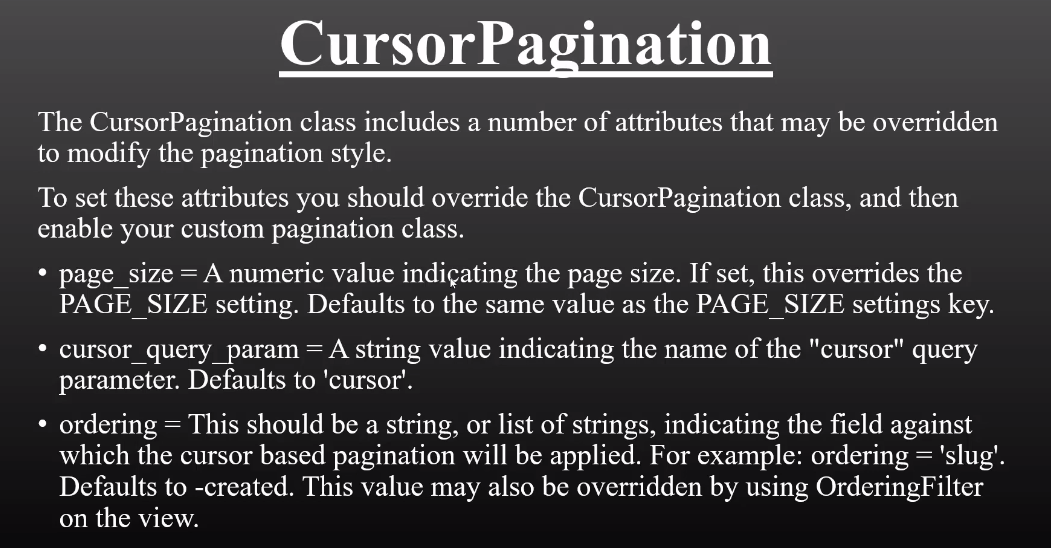 CursorPagination
The CursorPagination class includes a number of attributes that may be overridden
to modify the pagination style.
To set these attributes you should override the CursorPagination class, and then
enable your custom pagination class.
• page_size = A numeric value indicating the page size. If set, this overrides the
PAGE_SIZE setting. Defaults to the same value as the PAGE_SIZE settings key.
• cursor_query_param = A string value indicating the name of the "cursor" query
parameter. Defaults to 'cursor'.
• ordering = This should be a string, or list of strings, indicating the field against
which the cursor based pagination will be applied. For example: ordering = 'slug'.
Defaults to -created. This value may also be overridden by using OrderingFilter
on the view.